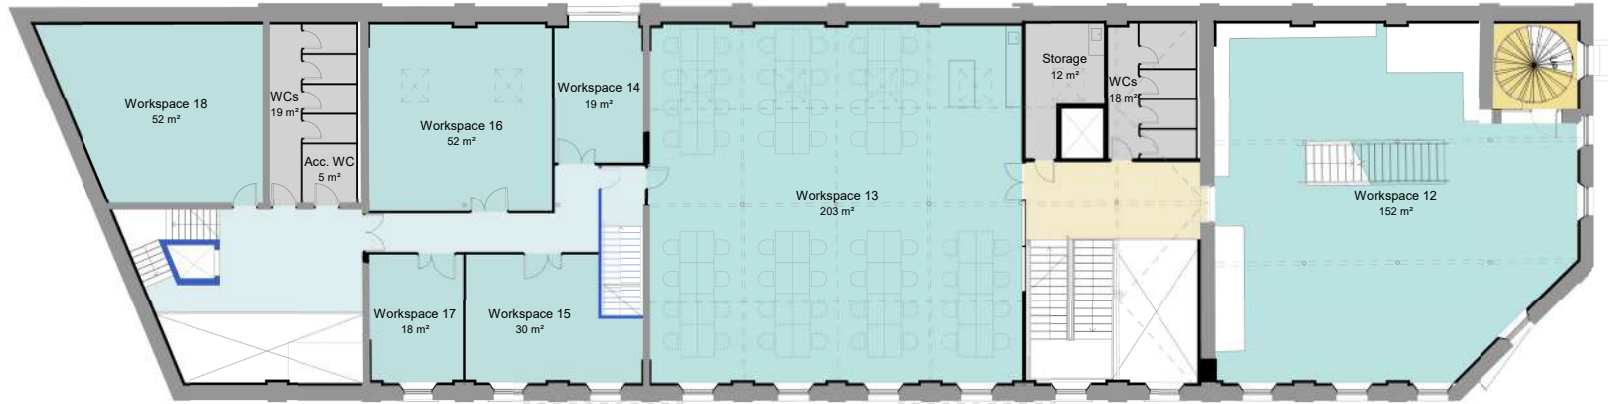 Workspace 18
52 m²
WCs
19 m²
Acc. WC
5 m²
Workspace 16
52 m²
Workspace 14
19 m²
Workspace 13
203 m²
Storage
12 m²
WCs
18 m²
Workspace 12
152 m²
Workspace 17
18 m²
Workspace 15
30 m²